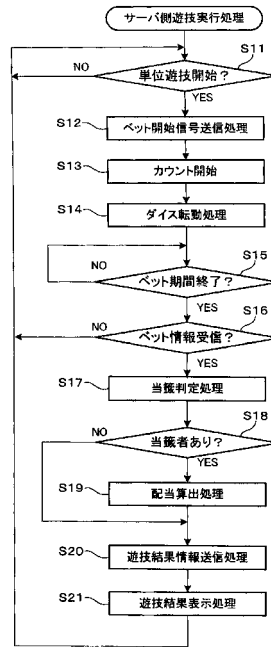 サーバ側遊技実行処理
S11
NO
単位遊技開始？
YES
S12
ベット開始信号送信処理
S13
カウント開始
S14
ダイス転動処理
S15
NO
ベット期間終了？
YES
S16
NO
ベット情報受信？
YES
S17
当籤判定処理
S18
NO
当籤者あり？
YES
S19
配当算出処理
S20
遊技結果情報送信処理
S21
遊技結果表示処理